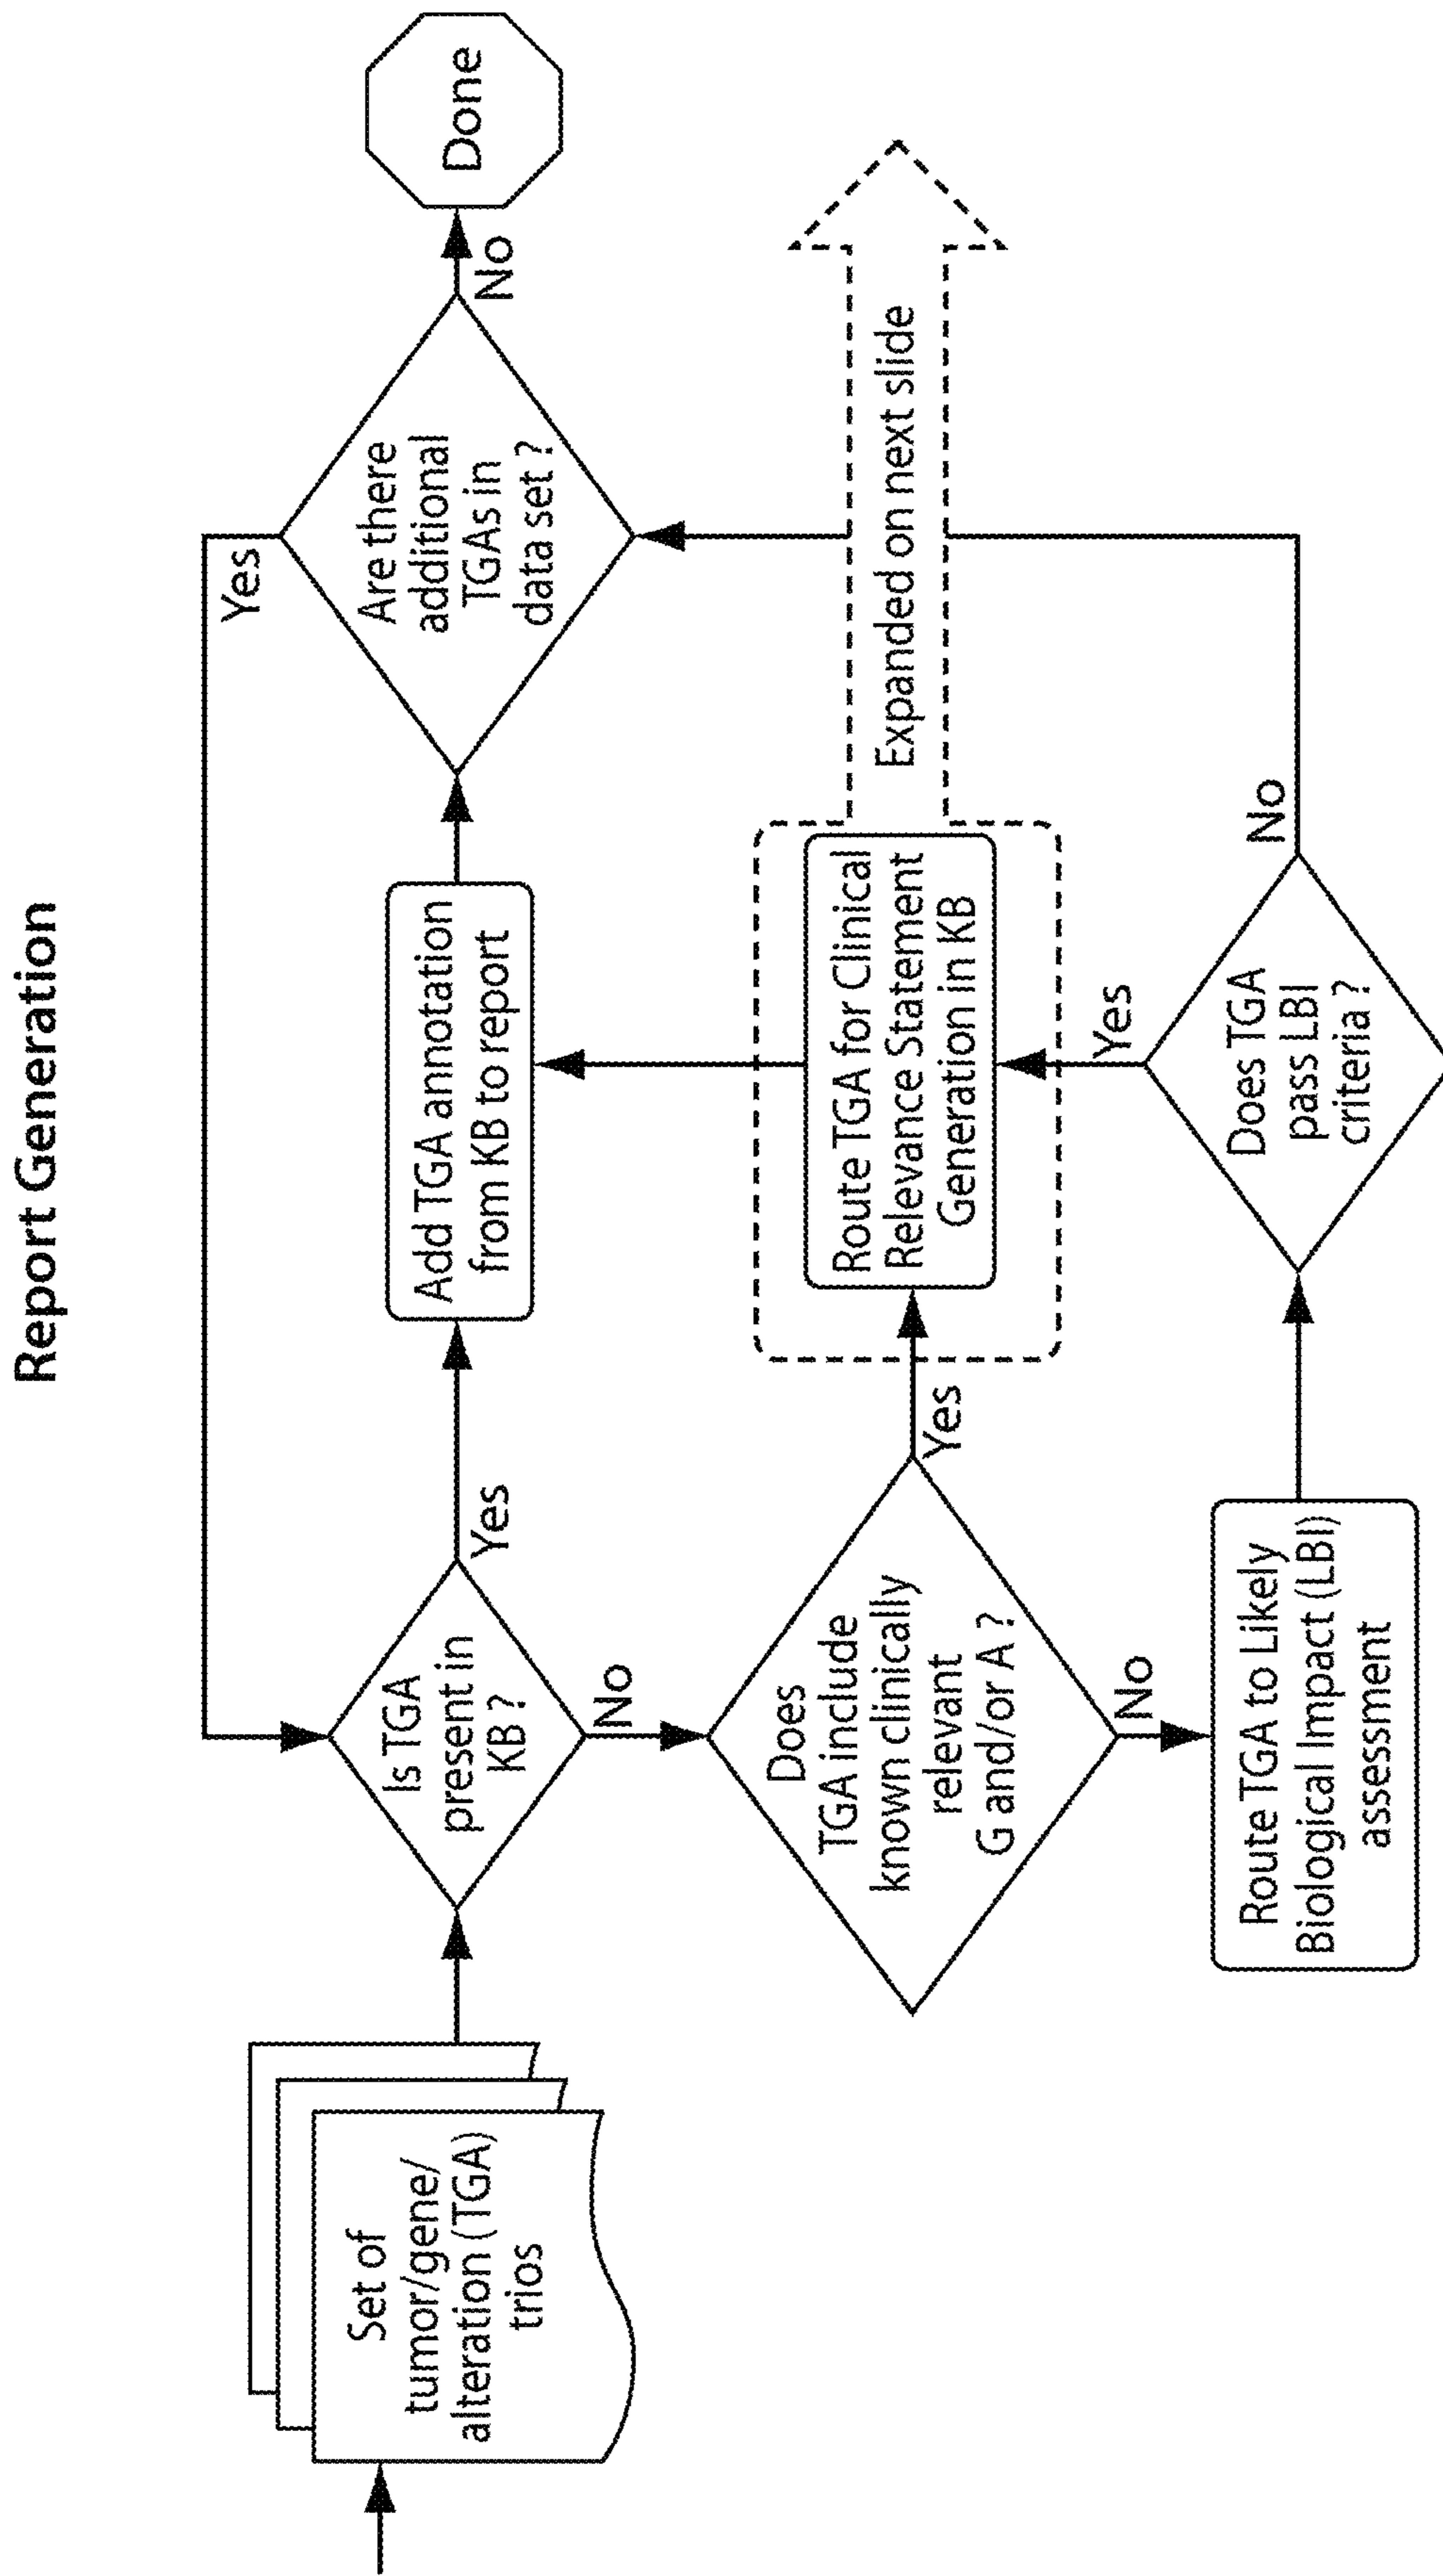 Report Generation
Set of
tumor/gene/
alteration (TGA)
trios
Is TGA
present in
KB ?
Yes
No
Add TGA annotation
from KB to report
Are there
additional
TGAs in
data set ?
Yes
No
Done
Does
TGA include
known clinically
relevant
G and/or A ?
Yes
No
Route TGA for Clinical
Relevance Statement
Generation in KB
Expanded on next slide
Route TGA to Likely
Biological Impact (LBI)
assessment
Does TGA
pass LBI
criteria ?
Yes
No